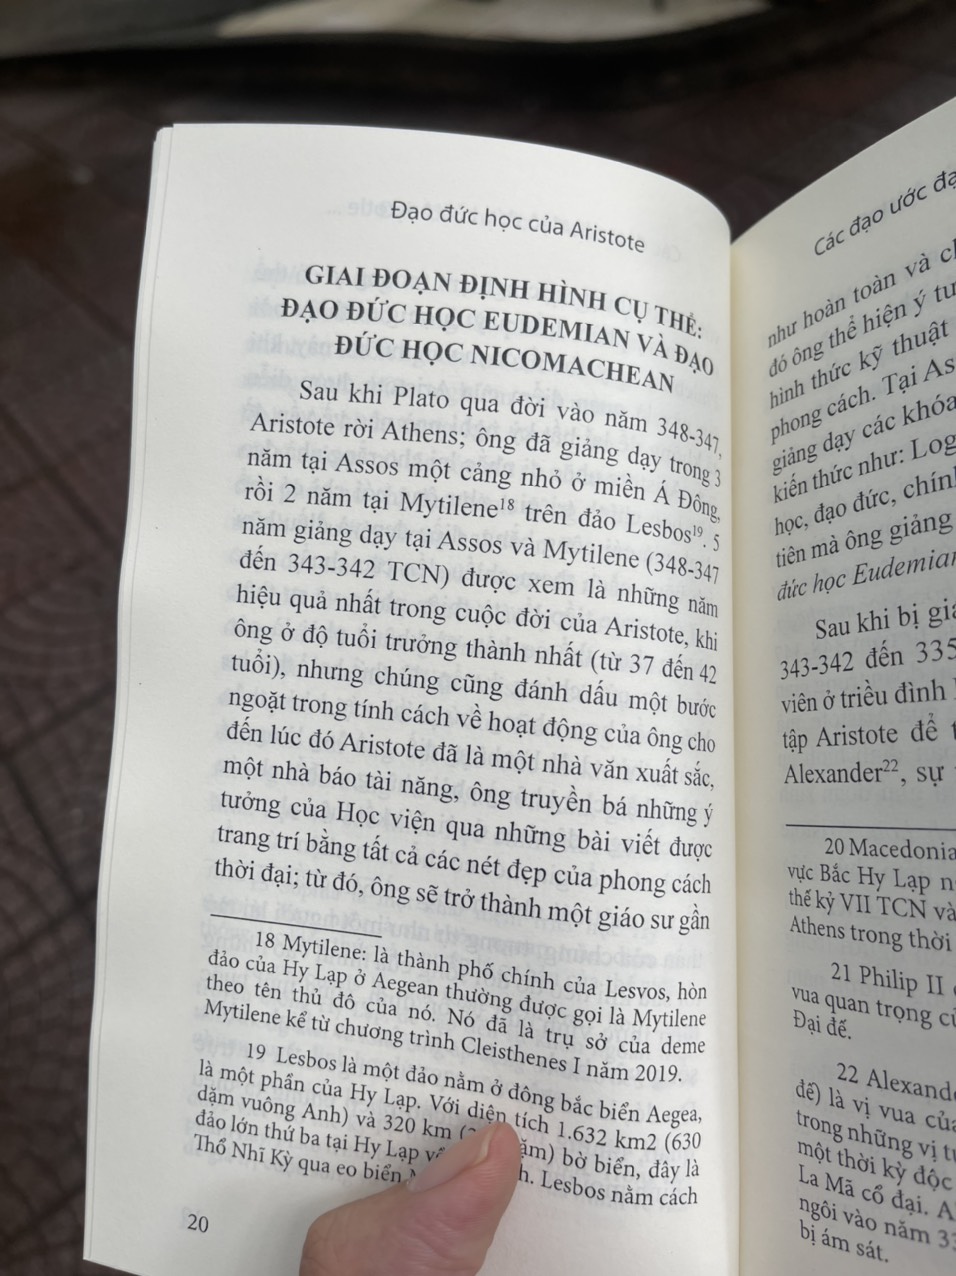 Đạo đức học của Aristote
GIAI ĐOẠN ĐỊNH HÌNH CỤ THỂ:
ĐẠO ĐỨC HỌC EUDEMIAN VÀ ĐẠO
ĐỨC HỌC NICOMACHEAN
Sau khi Plato qua đời vào năm 348-347,
Aristote rời Athens; ông đã giảng dạy trong 3
năm tại Assos một cảng nhỏ ở miền Á Đông,
rồi 2 năm tại Mytilene18 trên đảo Lesbos19. 5
năm giảng dạy tại Assos và Mytilene (348-347
đến 343-342 TCN) được xem là những năm
hiệu quả nhất trong cuộc đời của Aristote, khi
ông ở độ tuổi trưởng thành nhất (từ 37 đến 42
tuổi), nhưng chúng cũng đánh dấu một bước
ngoặt trong tính cách về hoạt động của ông cho
đến lúc đó Aristote đã là một nhà văn xuất sắc,
một nhà báo tài năng, ông truyền bá những ý
tưởng của Học viện qua những bài viết được
trang trí bằng tất cả các nét đẹp của phong cách
thời đại; từ đó, ông sẽ trở thành một giáo sư gần
18 Mytilene: là thành phố chính của Lesvos, hòn
đảo của Hy Lạp ở Aegean thường được gọi là Mytilene
theo tên thủ đô của nó. Nó đã là trụ sở của deme
Mytilene kể từ chương trình Cleisthenes I năm 2019.
19 Lesbos là một đảo nằm ở đông bắc biển Aegea,
là một phần của Hy Lạp. Với diện tích 1.632 km2 (630
dặm vuông Anh) và 320 km ( bờ biển, đây là
đảo lớn thứ ba tại Hy Lạp Lesbos nằm cách
Thổ Nhĩ Kỳ qua eo biển
20
Các đạo ước
như hoàn toàn và
đó ông thể hiện ý
hình thức kỹ thuật
phong cách. Tại
giảng dạy các khóa
kiến thức như:
học, đạo đức,
tiên mà ông giảng
đức học
Sau khi bị
343-342 đến
viên ở triều đình
tập Aristote để
Alexander22, sự
20 Macedonia
vực Bắc Hy Lạp
thế kỷ VII TCN và
Athens trong thời
21 Philip II
vua quan trọng
Đại đế.
22
đế) là vị vua
trong những vị
một thời kỳ độc
La Mã cổ đại.
ngôi vào năm
bị ám sát.